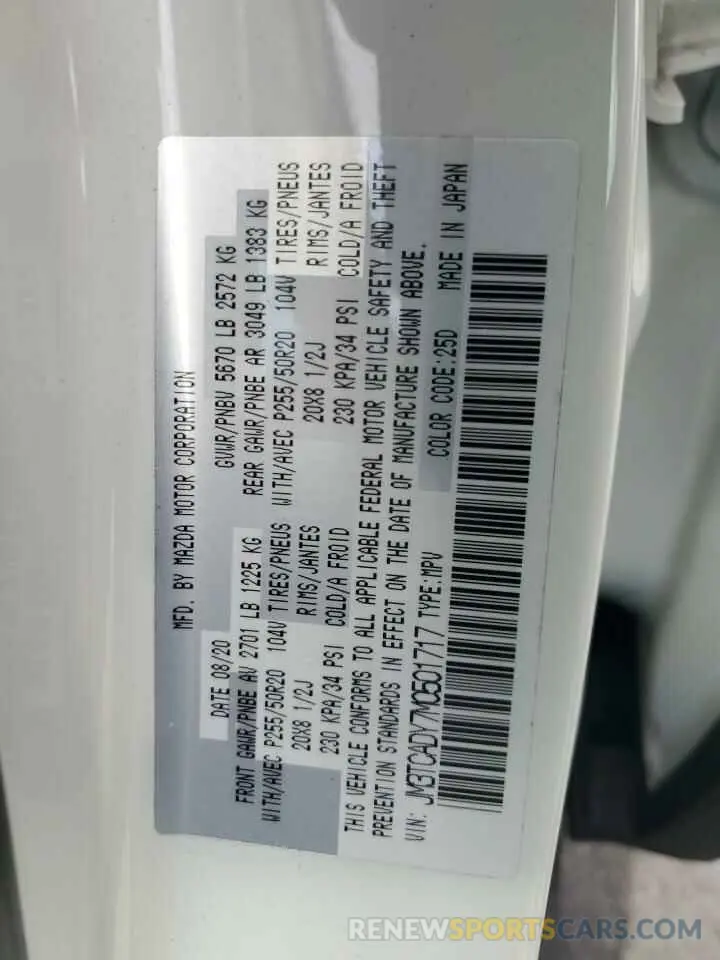 MFD. BY MAZDA MOTOR CORPORATION
DATE 08/20 GVWR/PNBV 5670 LB 2572 KG
FRONT GAWR/PNBE AV 2701 LB 1225 KG REAR GAWR/PNBE AR 3049 LB 1383 KG
WITH/AVEC P255/50R20 104V TIRES/PNEUS WITH/AVEC P255/50R20 104V TIRES/PNEUS
20X8 1/2J RIMS/JANTES 20X8 1/2J RIMS/JANTES
230 KPA/34 PSI COLD/A FROID 230 KPA/34 PSI COLD/A FROID
THIS VEHICLE CONFORMS TO ALL APPLICABLE FEDERAL MOTOR VEHICLE SAFETY AND THEFT
PREVENTION STANDARDS IN EFFECT ON THE DATE OF MANUFACTURE SHOWN ABOVE.
VIN: JM3TCADY7M0501717 TYPE:MPV COLOR CODE:25D MADE IN JAPAN
RENEWSPORTSCARS.COM